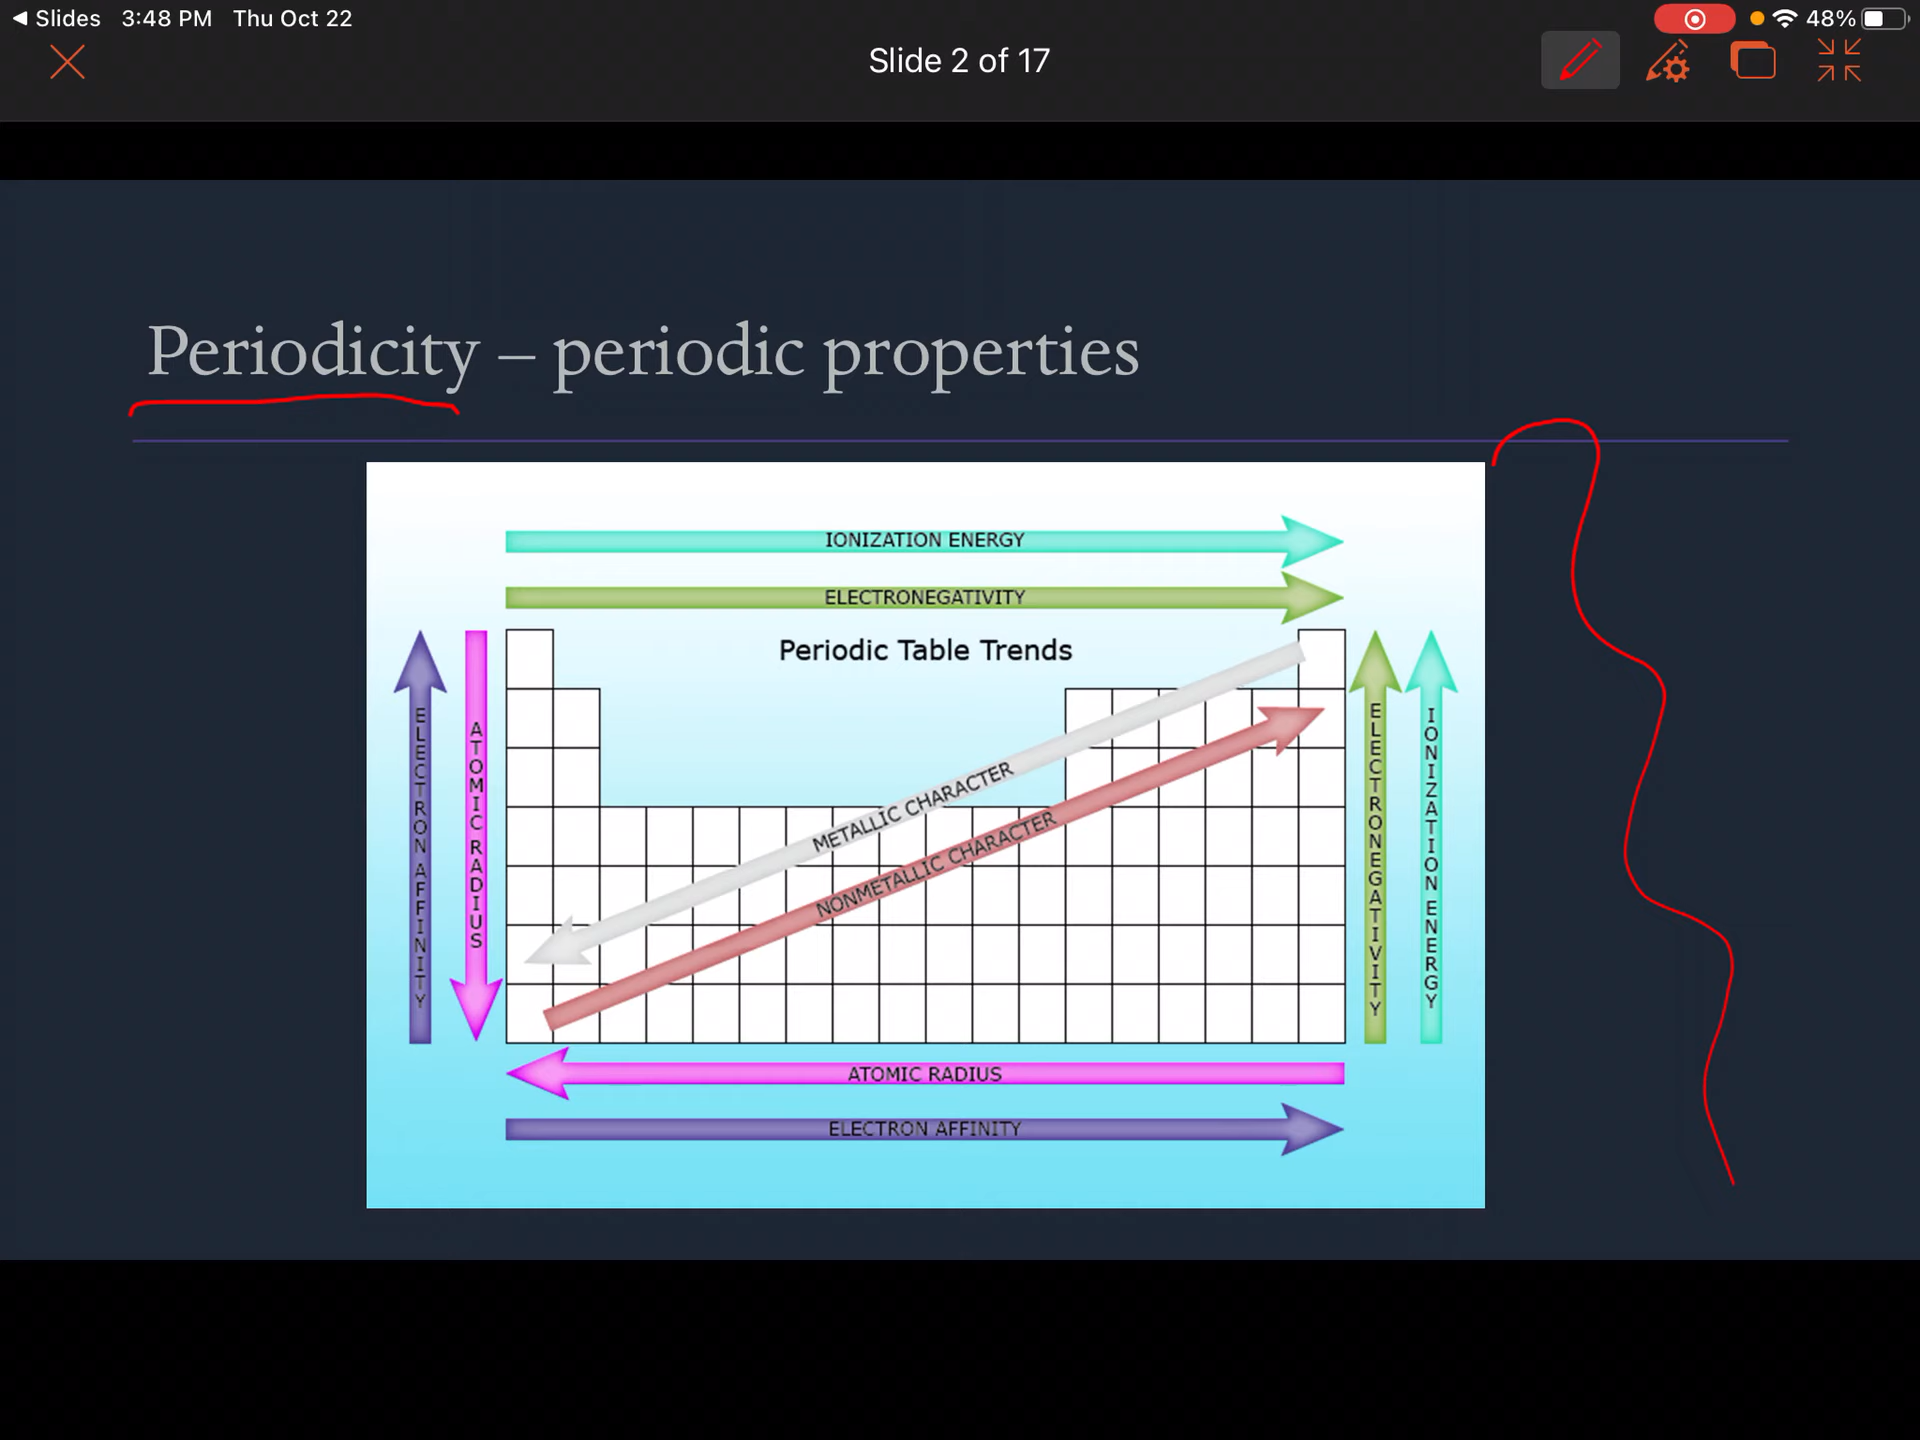 Slides 3:48 PM Thu Oct 22 48%
Slide 2 of 17
Periodicity – periodic properties
IONIZATION ENERGY
ELECTRONEGATIVITY
Periodic Table Trends
ELECTRON AFFINITY
ATOMIC RADIUS
METALLIC CHARACTER
NONMETALLIC CHARACTER
ELECTRONEGATIVITY
IONIZATION ENERGY
ATOMIC RADIUS
ELECTRON AFFINITY